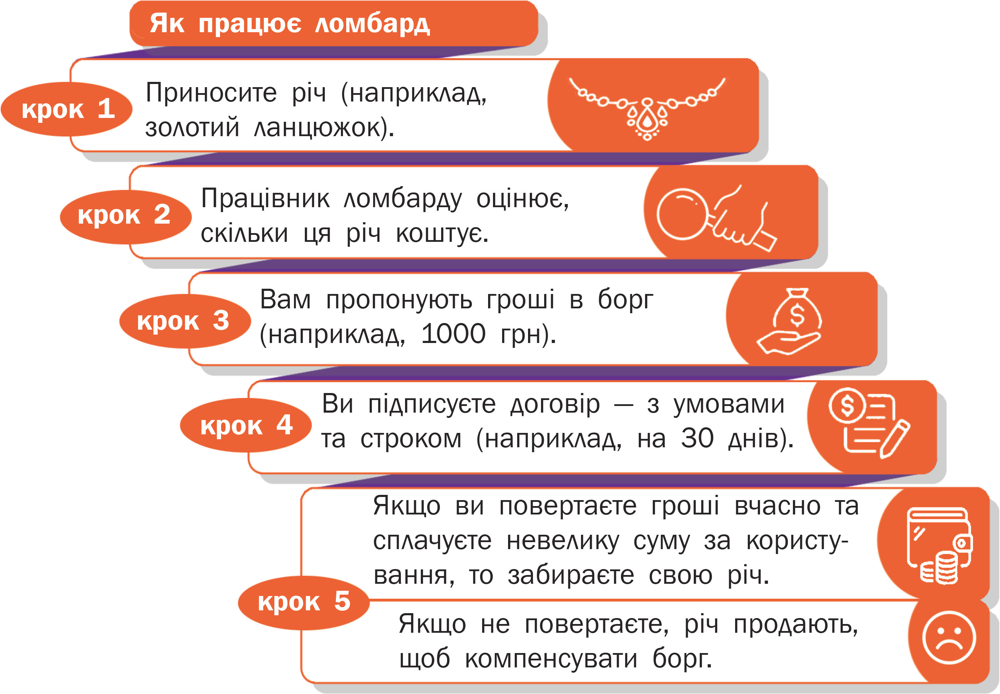 Як працює ломбард
крок 1
Приносите річ (наприклад,
золотий ланцюжок).
крок 2
Працівник ломбарду оцінює,
скільки ця річ коштує.
крок 3
Вам пропонують гроші в борг
(наприклад, 1000 грн).
$
крок 4
Ви підписуєте договір — з умовами
та строком (наприклад, на 30 днів).
$
крок 5
Якщо ви повертаєте гроші вчасно та
сплачуєте невелику суму за користу-
вання, то забираєте свою річ.
Якщо не повертаєте, річ продають,
щоб компенсувати борг.